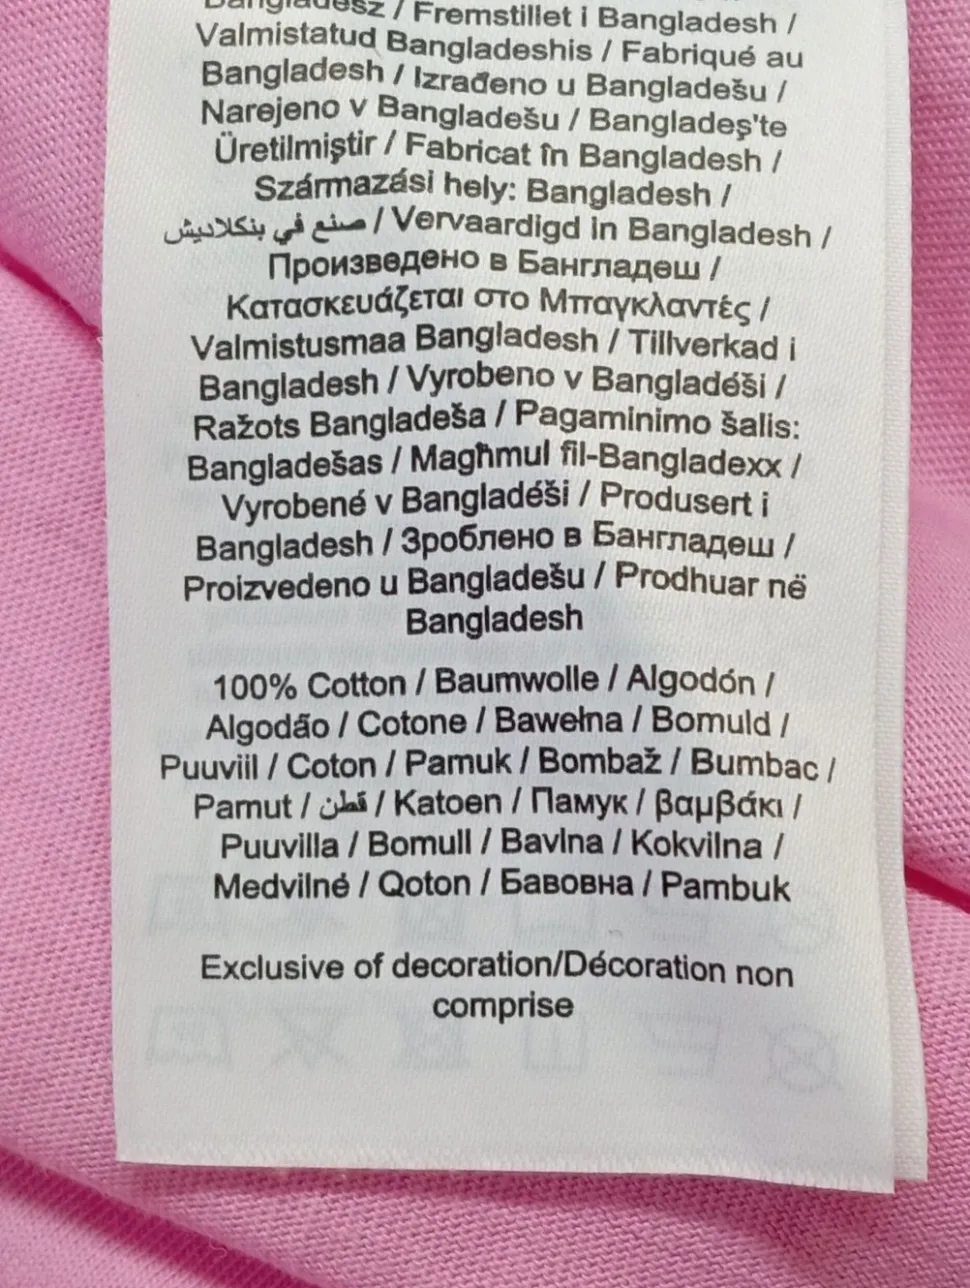 Bangladesz / Fremstillet i Bangladesh /
Valmistatud Bangladeshis / Fabriqué au
Bangladesh / Izrađeno u Bangladešu /
Narejeno v Bangladešu / Bangladeş'te
Üretilmiştir / Fabricat în Bangladesh /
Származási hely: Bangladesh /
صنع في بنكلاديش / Vervaardigd in Bangladesh /
Произведено в Бангладеш /
Κατασκευάζεται στο Μπαγκλαντές /
Valmistusmaa Bangladesh / Tillverkad i
Bangladesh / Vyrobeno v Bangladéši /
Ražots Bangladeša / Pagaminimo šalis:
Bangladešas / Magħmul fil-Bangladexx /
Vyrobené v Bangladéši / Produsert i
Bangladesh / Зроблено в Бангладеш /
Proizvedeno u Bangladešu / Prodhuar në
Bangladesh
100% Cotton / Baumwolle / Algodón /
Algodão / Cotone / Bawełna / Bomuld /
Puuviil / Coton / Pamuk / Bombaž / Bumbac /
Pamut / قطن / Katoen / Памук / βαμβάκι /
Puuvilla / Bomull / Bavlna / Kokvilna /
Medvilné / Qoton / Бавовна / Pambuk
Exclusive of decoration/Décoration non
comprise